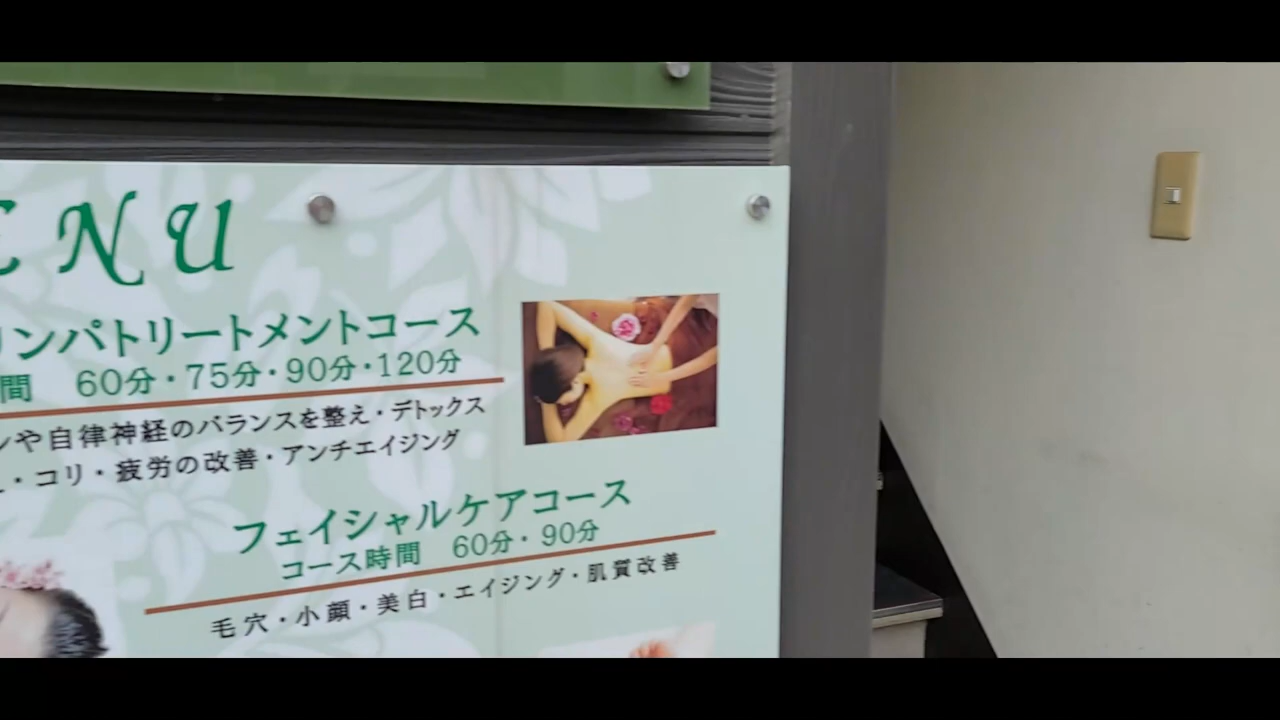 ENU
リンパトリートメントコース
間 60分・75分・90分・120分
ンや自律神経のバランスを整え・デトックス
・コリ・疲労の改善・アンチエイジング
フェイシャルケアコース
コース時間 60分・90分
毛穴・小顔・美白・エイジング・肌質改善